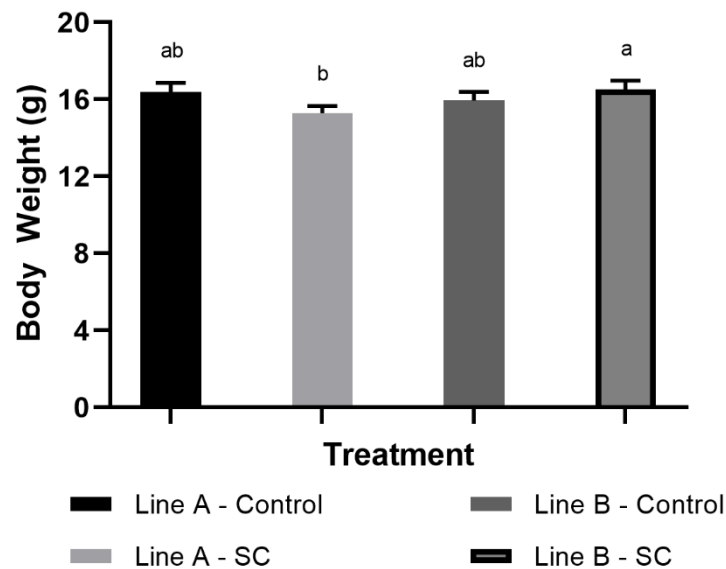 20
ab
b
ab
a
16
12
8
4
0
Body Weight (g)
Treatment
Line A - Control
Line B - Control
Line A - SC
Line B - SC